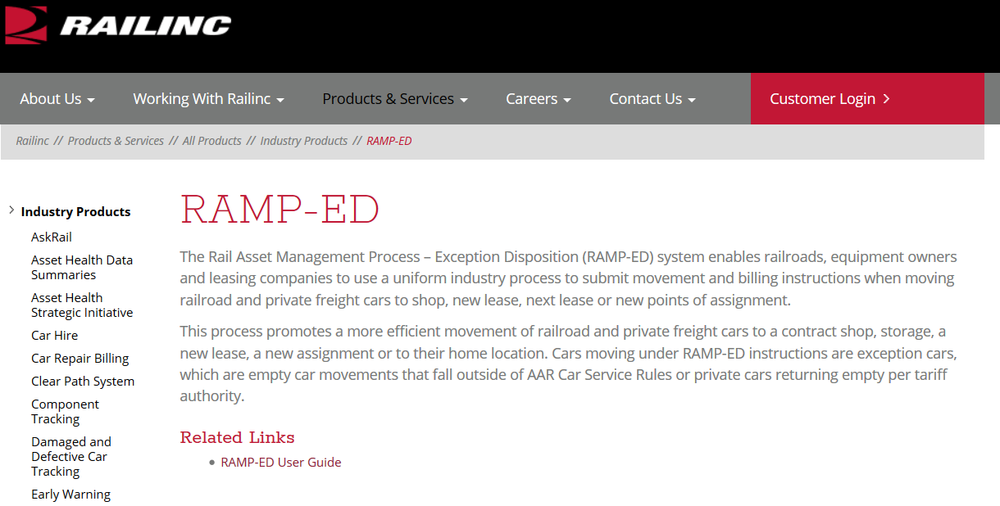 RAILINC
About Us
Working With Railinc
Products & Services
Careers
Contact Us
Customer Login
Railinc // Products & Services // All Products // Industry Products // RAMP-ED
Industry Products
AskRail
Asset Health Data
Summaries
Asset Health
Strategic Initiative
Car Hire
Car Repair Billing
Clear Path System
Component
Tracking
Damaged and
Defective Car
Tracking
Early Warning
RAMP-ED
The Rail Asset Management Process – Exception Disposition (RAMP-ED) system enables railroads, equipment owners
and leasing companies to use a uniform industry process to submit movement and billing instructions when moving
railroad and private freight cars to shop, new lease, next lease or new points of assignment.
This process promotes a more efficient movement of railroad and private freight cars to a contract shop, storage, a
new lease, a new assignment or to their home location. Cars moving under RAMP-ED instructions are exception cars,
which are empty car movements that fall outside of AAR Car Service Rules or private cars returning empty per tariff
authority.
Related Links
• RAMP-ED User Guide